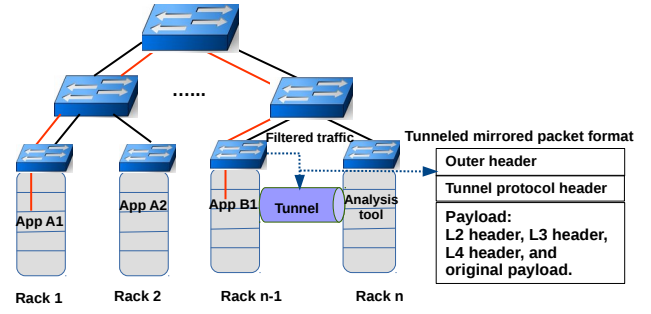 ......
Filtered traffic
Tunneled mirrored packet format
Outer header
Tunnel protocol header
Payload:
L2 header, L3 header,
L4 header, and
original payload.
App A1
App A2
App B1
Tunnel
Analysis
tool
Rack 1
Rack 2
Rack n-1
Rack n